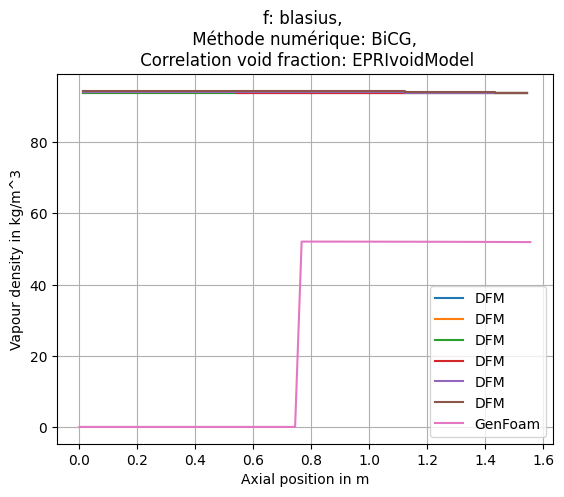 f: blasius,
Méthode numérique: BiCG,
Correlation void fraction: EPRIvoidModel
Vapour density in kg/m^3
80
60
40
20
0
DFM
DFM
DFM
DFM
DFM
DFM
GenFoam
0.0 0.2 0.4 0.6 0.8 1.0 1.2 1.4 1.6
Axial position in m